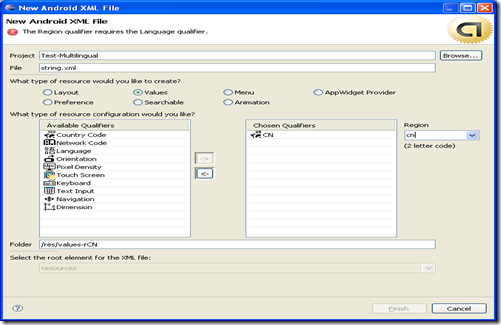 New Android XML File
New Android XML File
The Region qualifier requires the Language qualifier.
Project Test-Multilingual Browse...
File string.xml
What type of resource would you like to create?
Layout Values Menu AppWidget Provider
Preference Searchable Animation
What type of resource configuration would you like?
Available Qualifiers Chosen Qualifiers Region
Country Code CN cn
Network Code (2 letter code)
Language
Orientation
Pixel Density ->
Touch Screen
Keyboard <-
Text Input
Navigation
Dimension
Folder /res/values-rCN
Select the root element for the XML file:
resources
? Finish Cancel